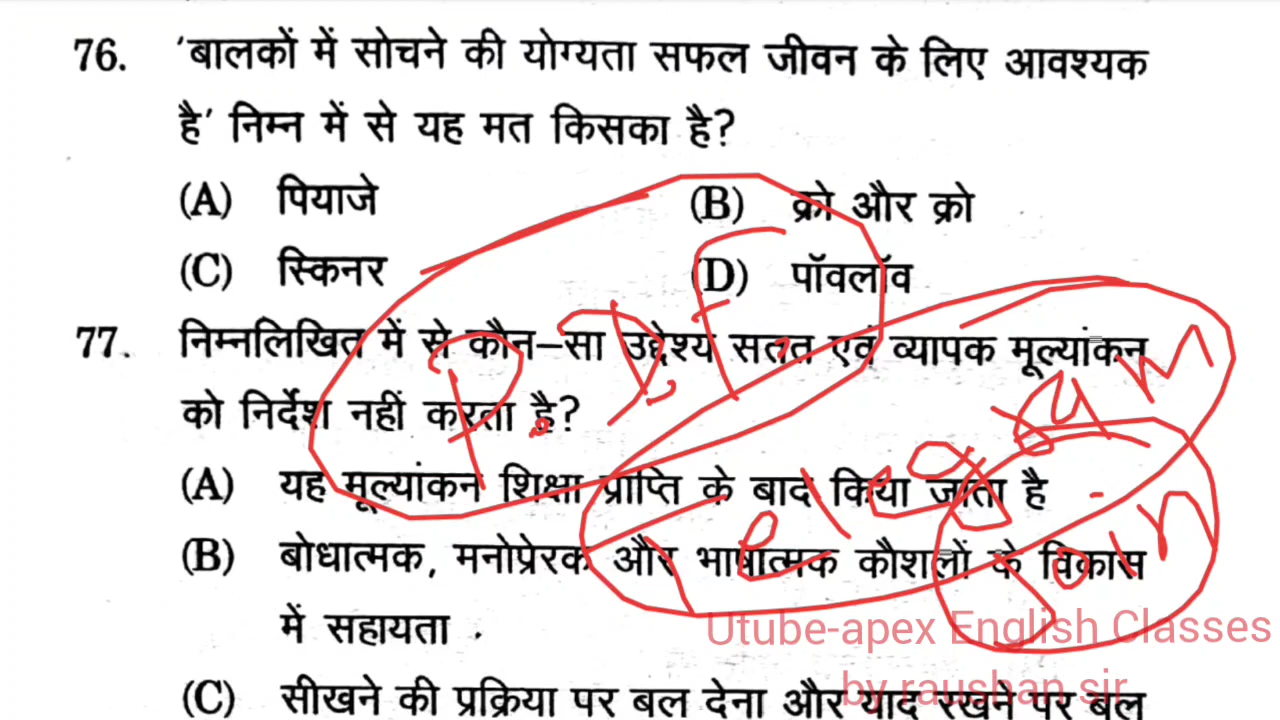 76. 'बालकों में सोचने की योग्यता सफल जीवन के लिए आवश्यक
है' निम्न में से यह मत किसका है?
(A) पियाजे (B) क्रो और क्रो
(C) स्किनर (D) पॉवलॉव
77. निम्नलिखित में से कौन–सा उद्देश्य सतत एवं व्यापक मूल्यांकन
को निर्देश नहीं करता है?
(A) यह मूल्यांकन शिक्षा प्राप्ति के बाद किया जाता है
(B) बोधात्मक, मनोप्रेरक और भाषात्मक कौशलों के विकास
में सहायता .
(C) सीखने की प्रक्रिया पर बल देना और याद रखने पर बल
P.D.F
Telegram
Join
Utube-apex English Classes
by raushan sir